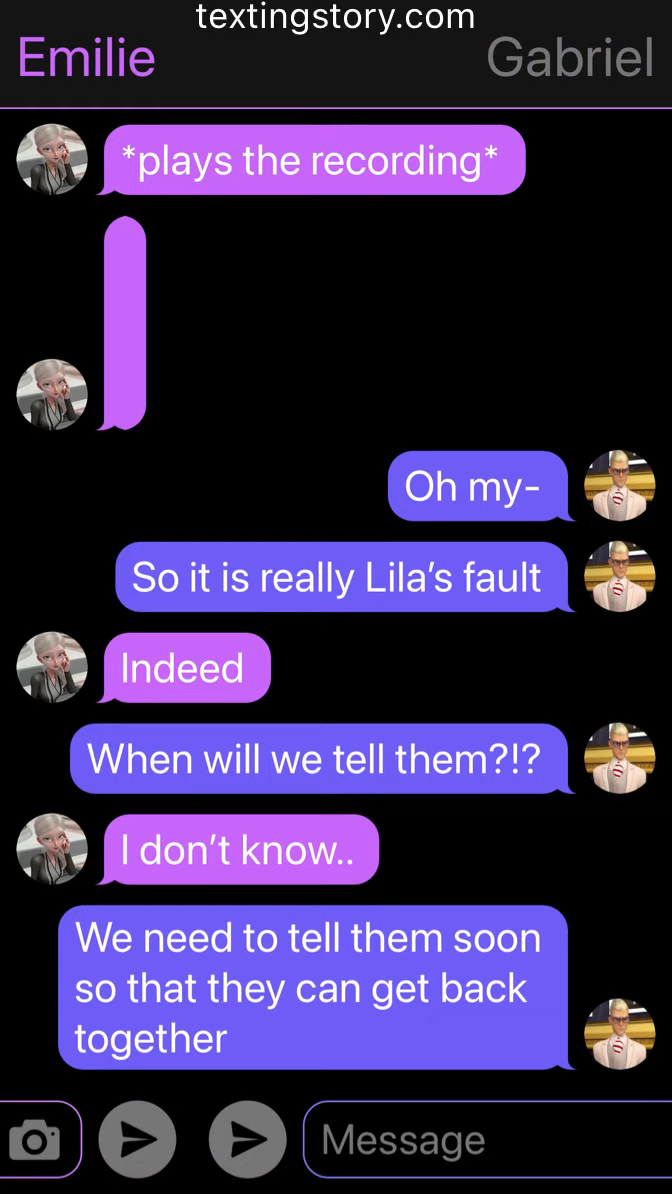 textingstory.com
Emilie
Gabriel
*plays the recording*
Oh my-
So it is really Lila’s fault
Indeed
When will we tell them?!?
I don’t know..
We need to tell them soon
so that they can get back
together
Message